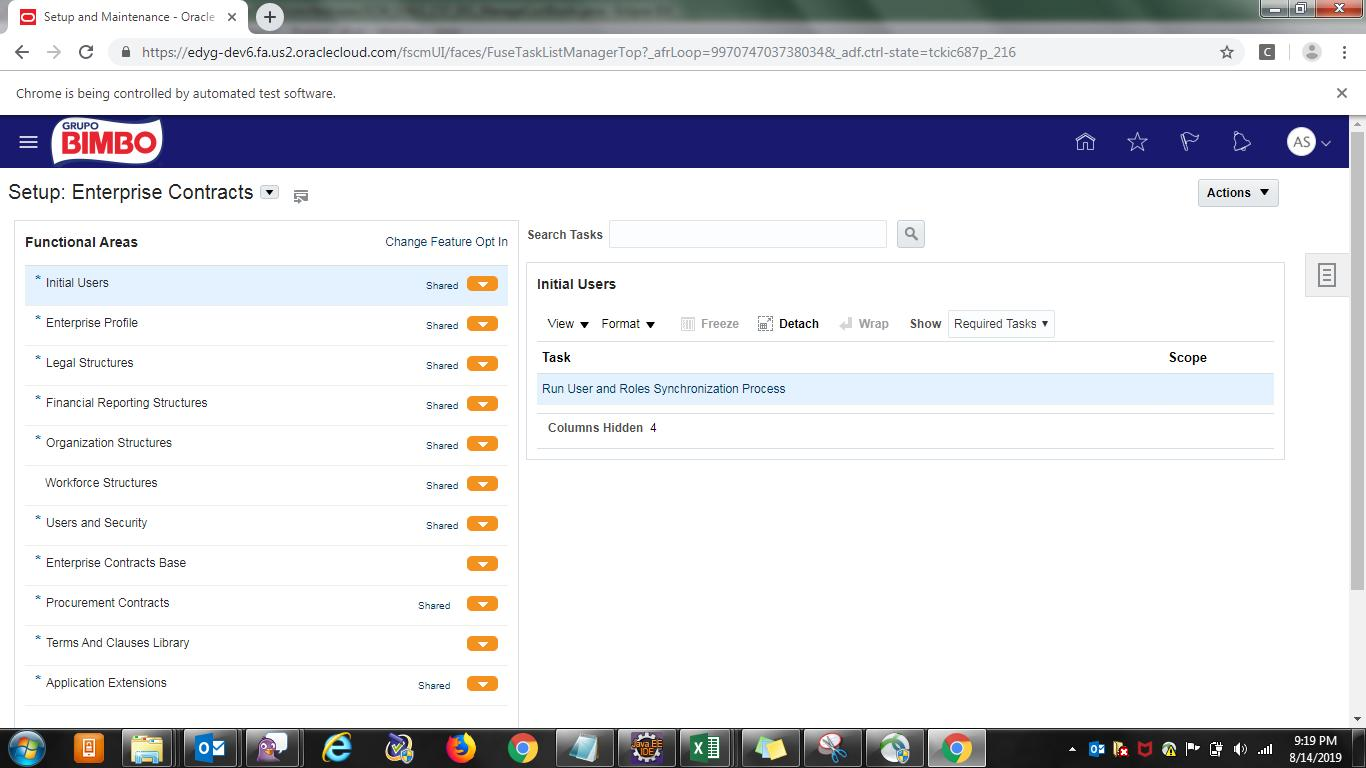 Setup and Maintenance - Oracle
https://edyg-dev6.fa.us2.oraclecloud.com/fscmUI/faces/FuseTaskListManagerTop?_afrLoop=997074703738034&_adf.ctrl-state=tckic687p_216
C
Chrome is being controlled by automated test software.
GRUPO
BIMBO
AS
Setup: Enterprise Contracts
Actions
Functional Areas
Change Feature Opt In
* Initial Users Shared
* Enterprise Profile Shared
* Legal Structures Shared
* Financial Reporting Structures Shared
* Organization Structures Shared
Workforce Structures Shared
* Users and Security Shared
* Enterprise Contracts Base
* Procurement Contracts Shared
* Terms And Clauses Library
* Application Extensions Shared
Search Tasks
Initial Users
View Format Freeze Detach Wrap Show Required Tasks
Task Scope
Run User and Roles Synchronization Process
Columns Hidden 4
Java EE
IDE
9:19 PM
8/14/2019